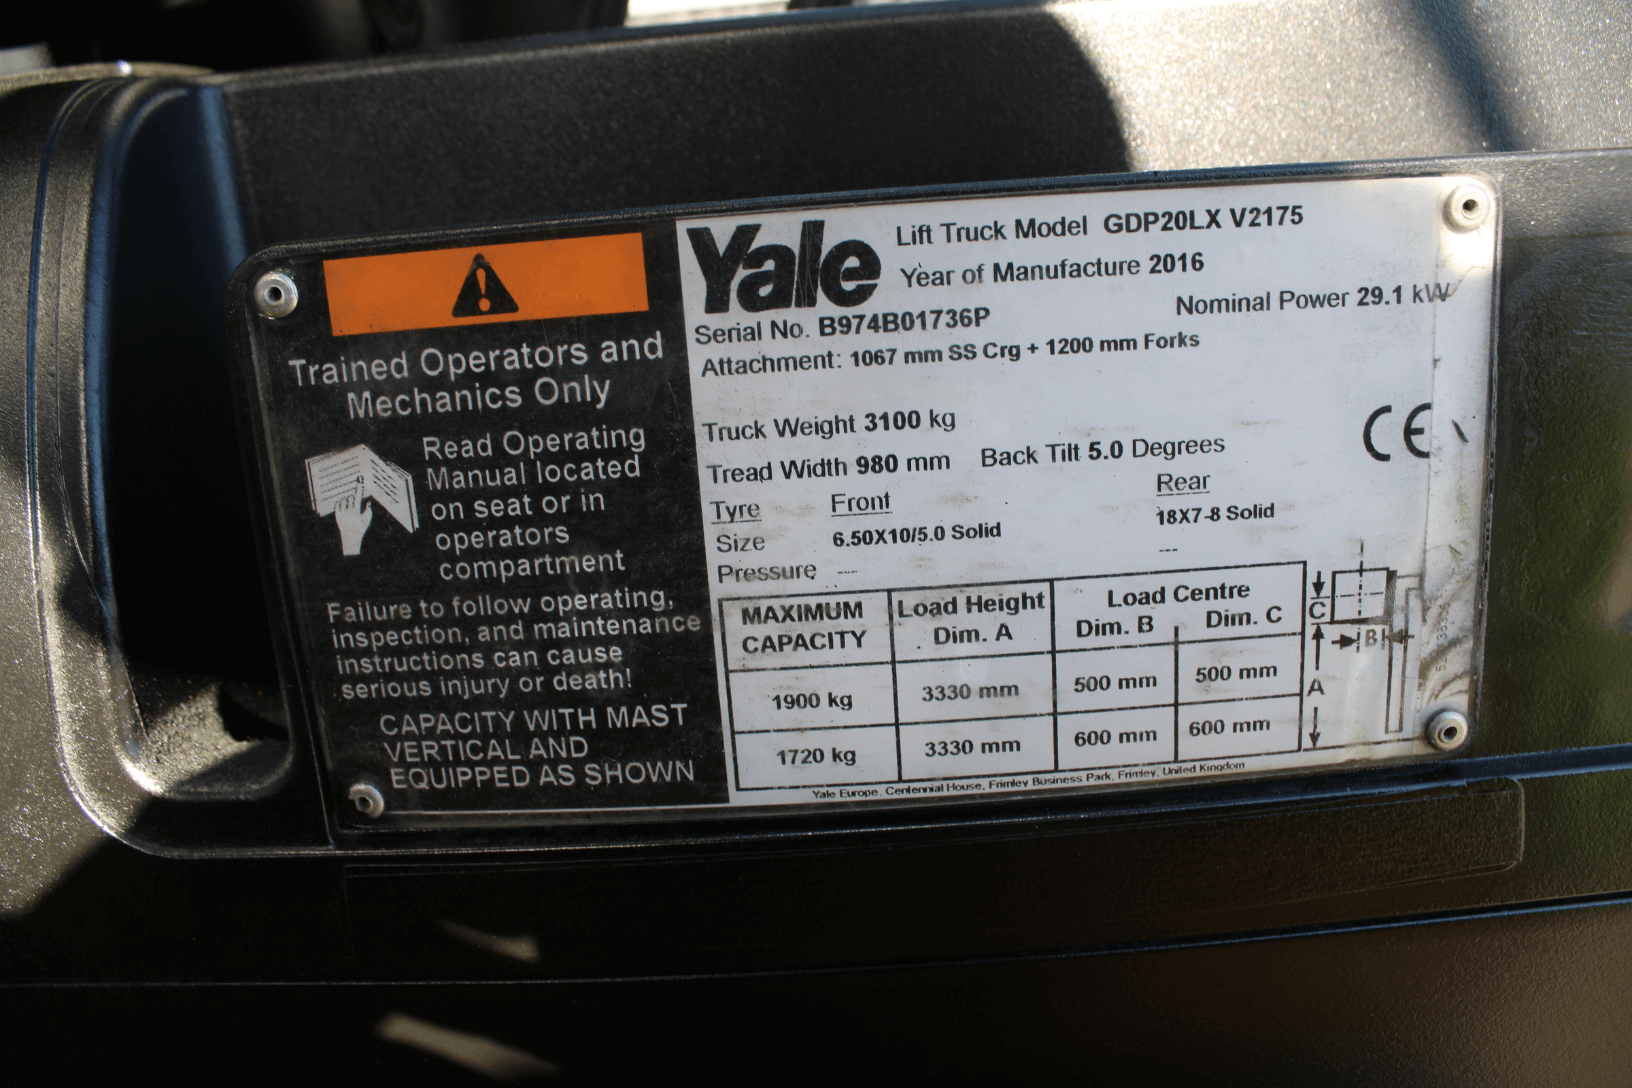 Trained Operators and
Mechanics Only
Read Operating
Manual located
on seat or in
operators
compartment
Failure to follow operating,
inspection, and maintenance
instructions can cause
serious injury or death!
CAPACITY WITH MAST
VERTICAL AND
EQUIPPED AS SHOWN
Yale
Lift Truck Model GDP20LX V2175
Year of Manufacture 2016
Serial No. B974B01736P
Nominal Power 29.1 kW
Attachment: 1067 mm SS Crg + 1200 mm Forks
Truck Weight 3100 kg
CE
Tread Width 980 mm Back Tilt 5.0 Degrees
Tyre Front Rear
Size 6.50X10/5.0 Solid 18X7-8 Solid
Pressure ---- ---
MAXIMUM CAPACITY Load Height Dim. A Load Centre Dim. B Dim. C
1900 kg 3330 mm 500 mm 500 mm
1720 kg 3330 mm 600 mm 600 mm
C
B
A
Yale Europe, Centennial House, Frimley Business Park, Frimley, United Kingdom